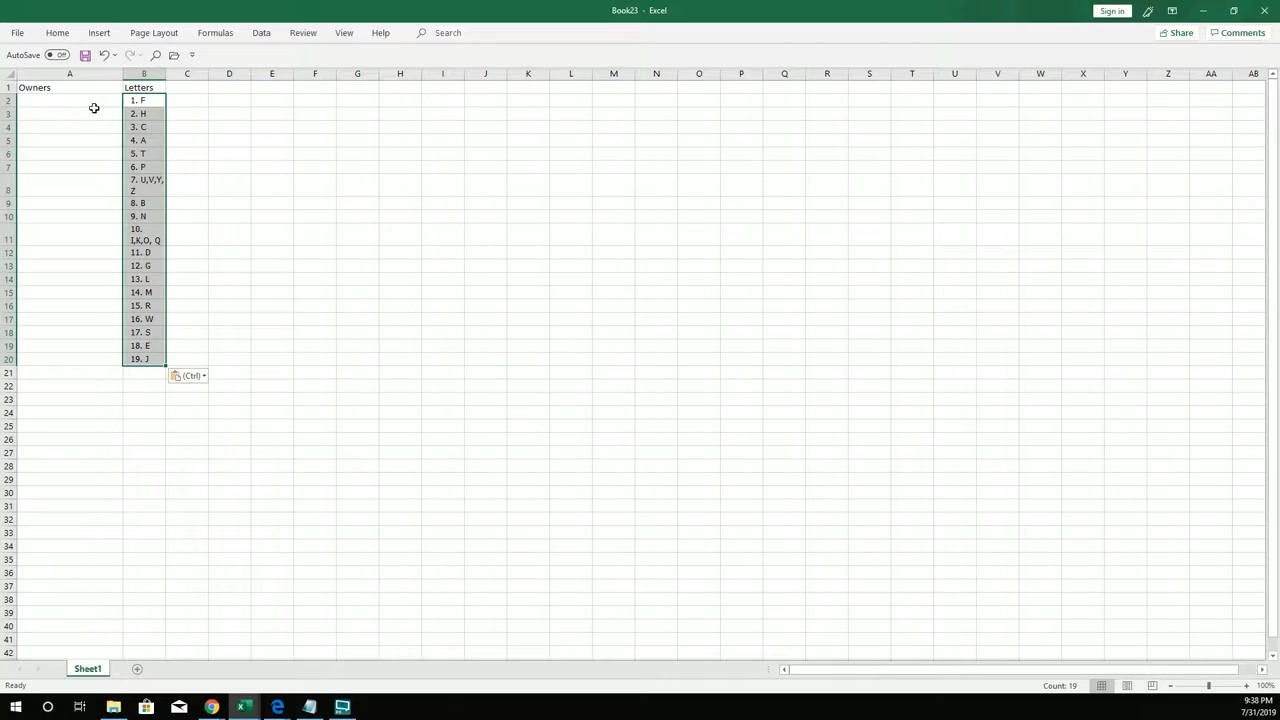 Book23 - Excel
Sign in
File Home Insert Page Layout Formulas Data Review View Help Search Share Comments
AutoSave Off
A B C D E F G H I J K L M N O P Q R S T U V W X Y Z AA AB
1 Owners Letters
2 1. F
3 2. H
4 3. C
5 4. A
6 5. T
7 6. P
7. U,V,Y,
8 Z
9 8. B
10 9. N
10.
11 I,K,O, Q
12 11. D
13 12. G
14 13. L
15 14. M
16 15. R
17 16. W
18 17. S
19 18. E
20 19. J
21 (Ctrl)
22
23
24
25
26
27
28
29
30
31
32
33
34
35
36
37
38
39
40
41
42
Sheet1
Ready Count: 19 100%
9:38 PM
7/31/2019